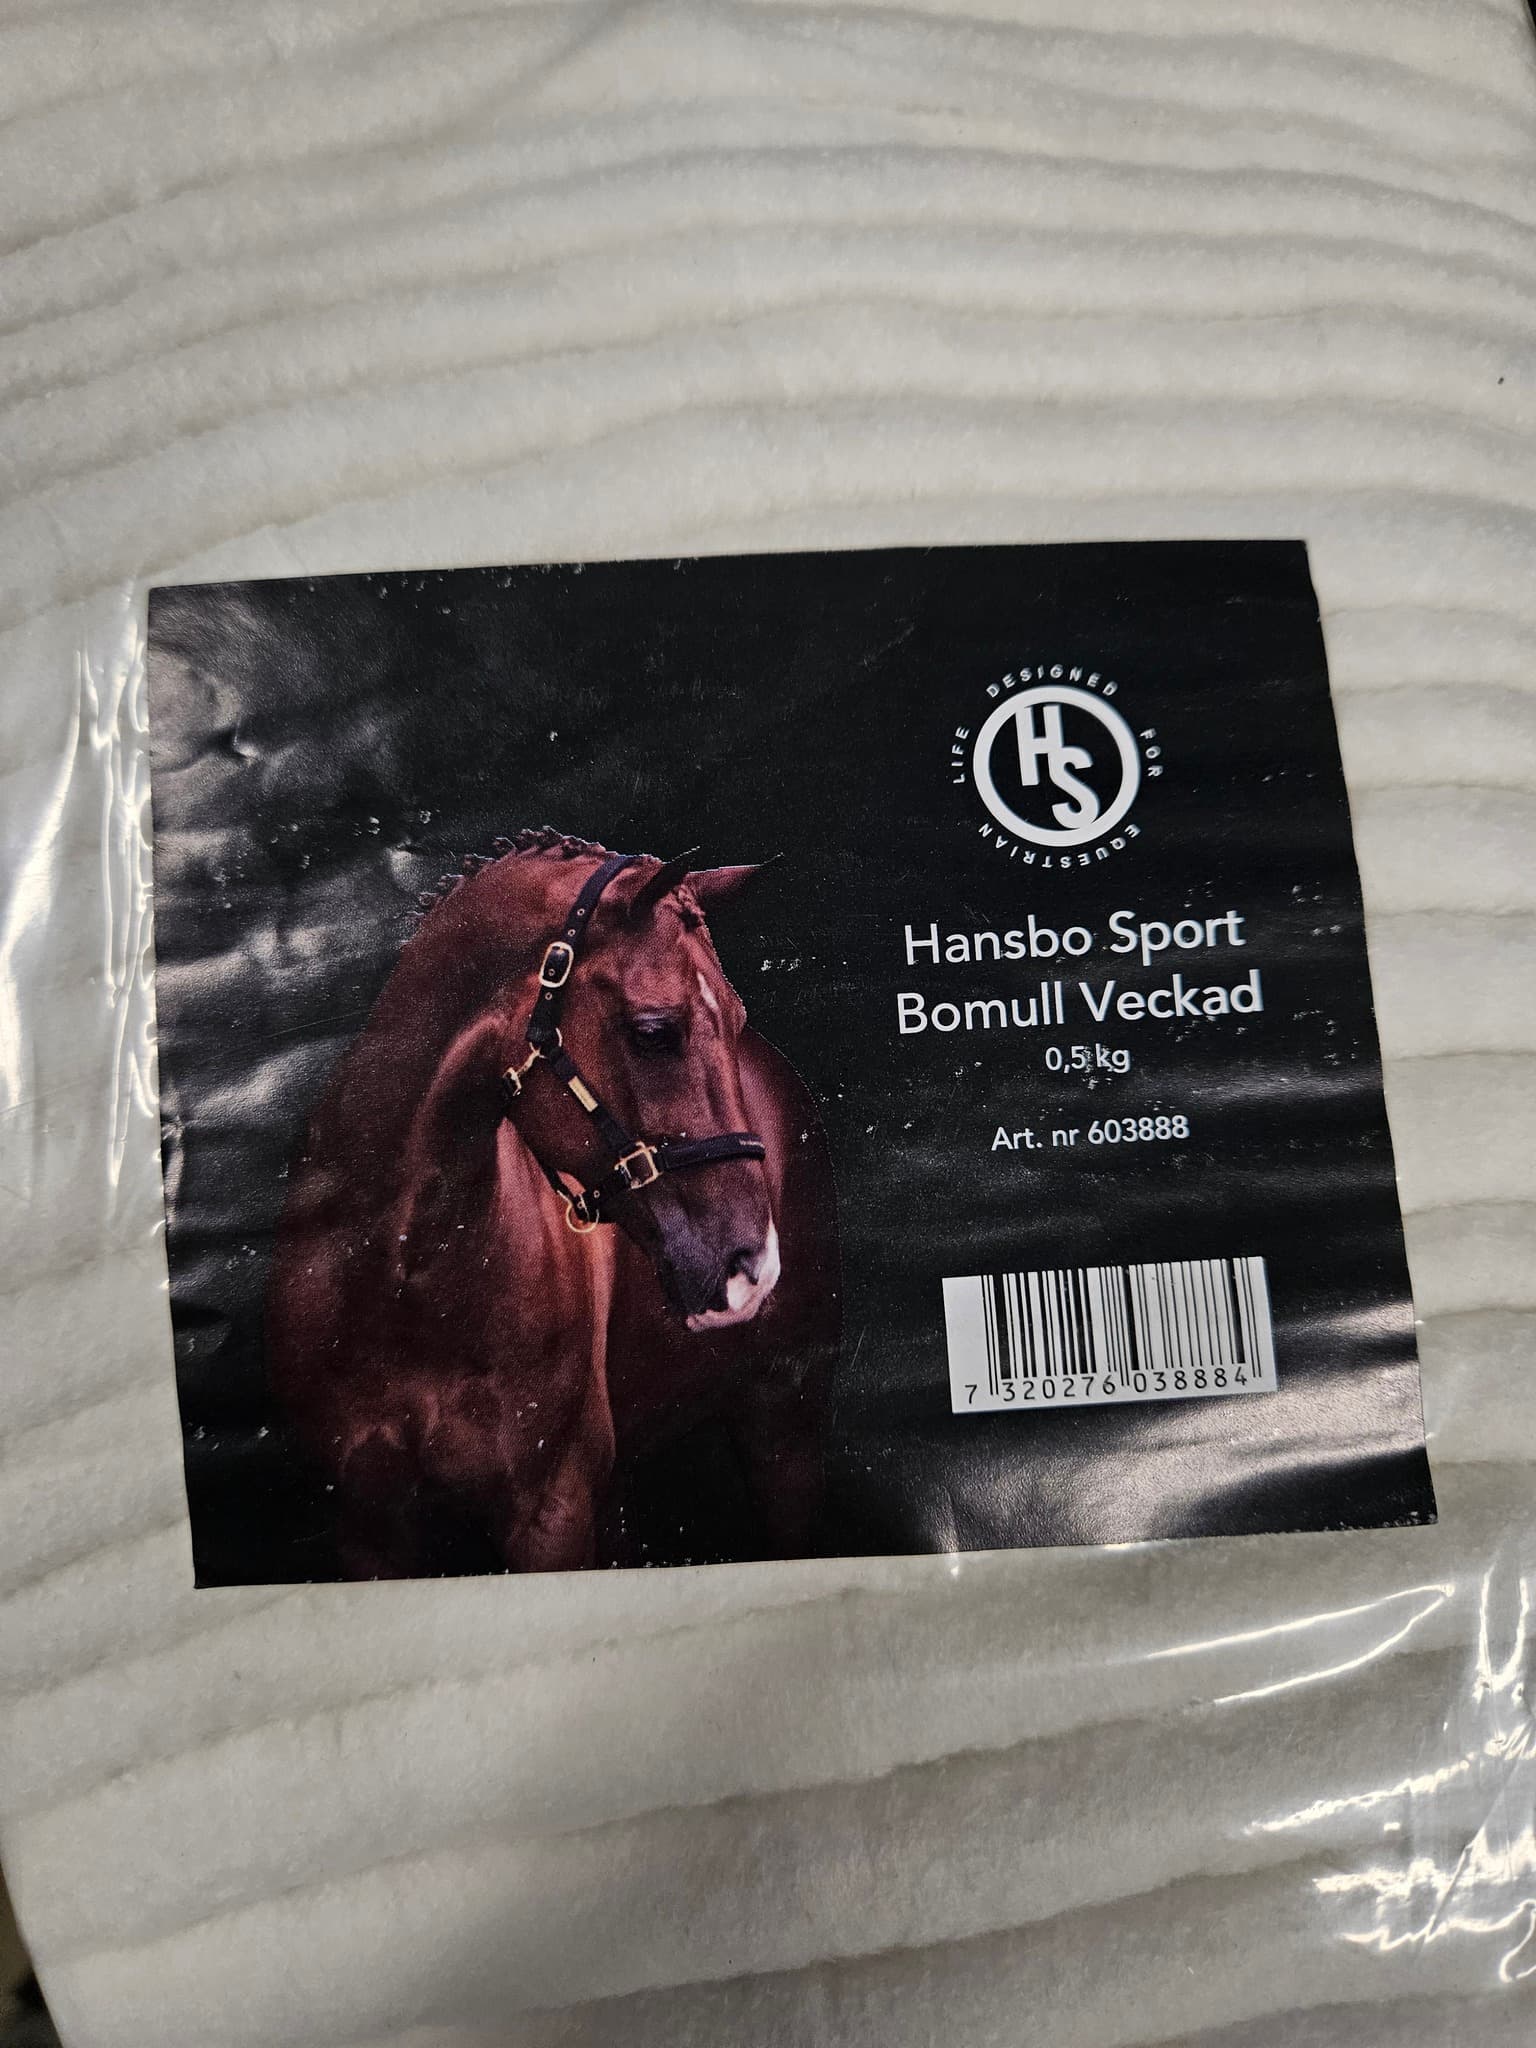 DESIGNED FOR EQUESTRIAN LIFE
HS
Hansbo Sport
Bomull Veckad
0,5 kg
Art. nr 603888
7 320276 038884